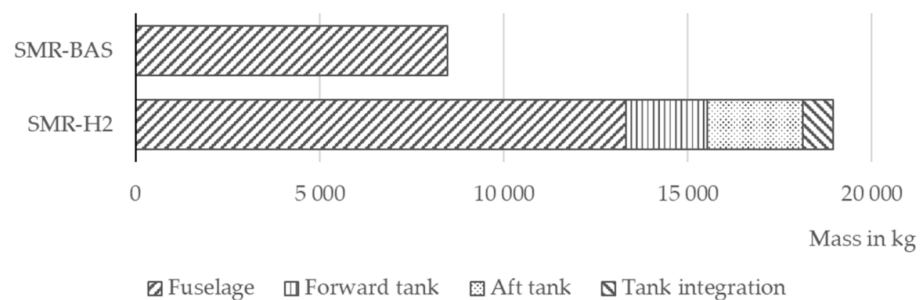 SMR-BAS
SMR-H2
0 5 000 10 000 15 000 20 000
Mass in kg
Fuselage Forward tank Aft tank Tank integration